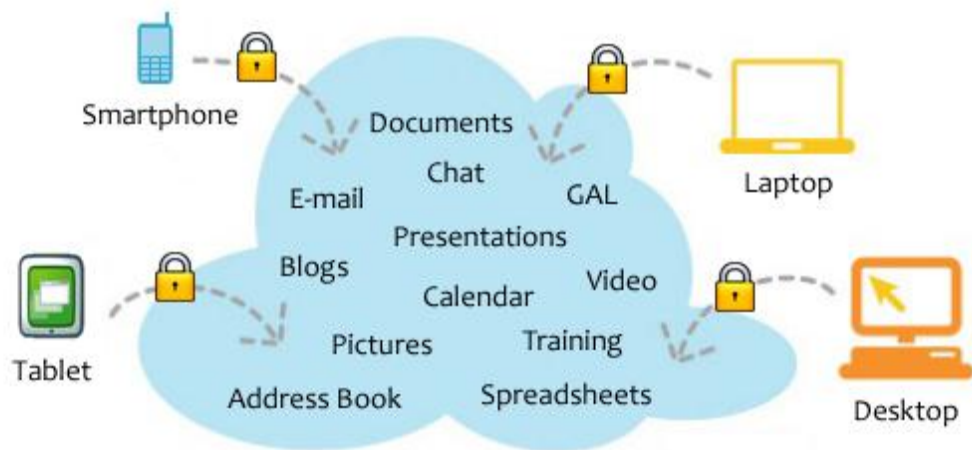 Smartphone
Documents
Chat
E-mail
GAL
Laptop
Presentations
Blogs
Video
Calendar
Tablet
Pictures
Training
Address Book
Spreadsheets
Desktop